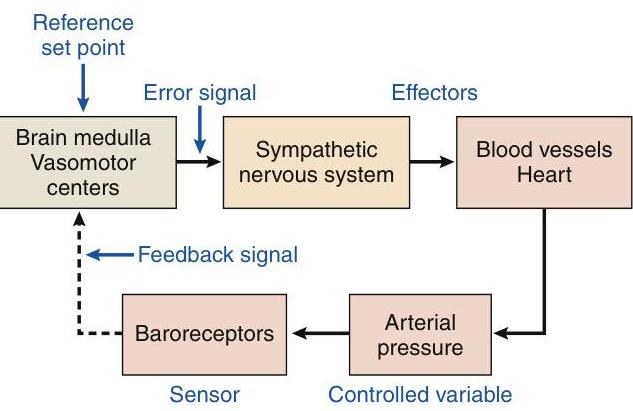 Reference
set point
Error signal
Effectors
Brain medulla
Vasomotor
centers
Sympathetic
nervous system
Blood vessels
Heart
Feedback signal
Baroreceptors
Arterial
pressure
Sensor
Controlled variable